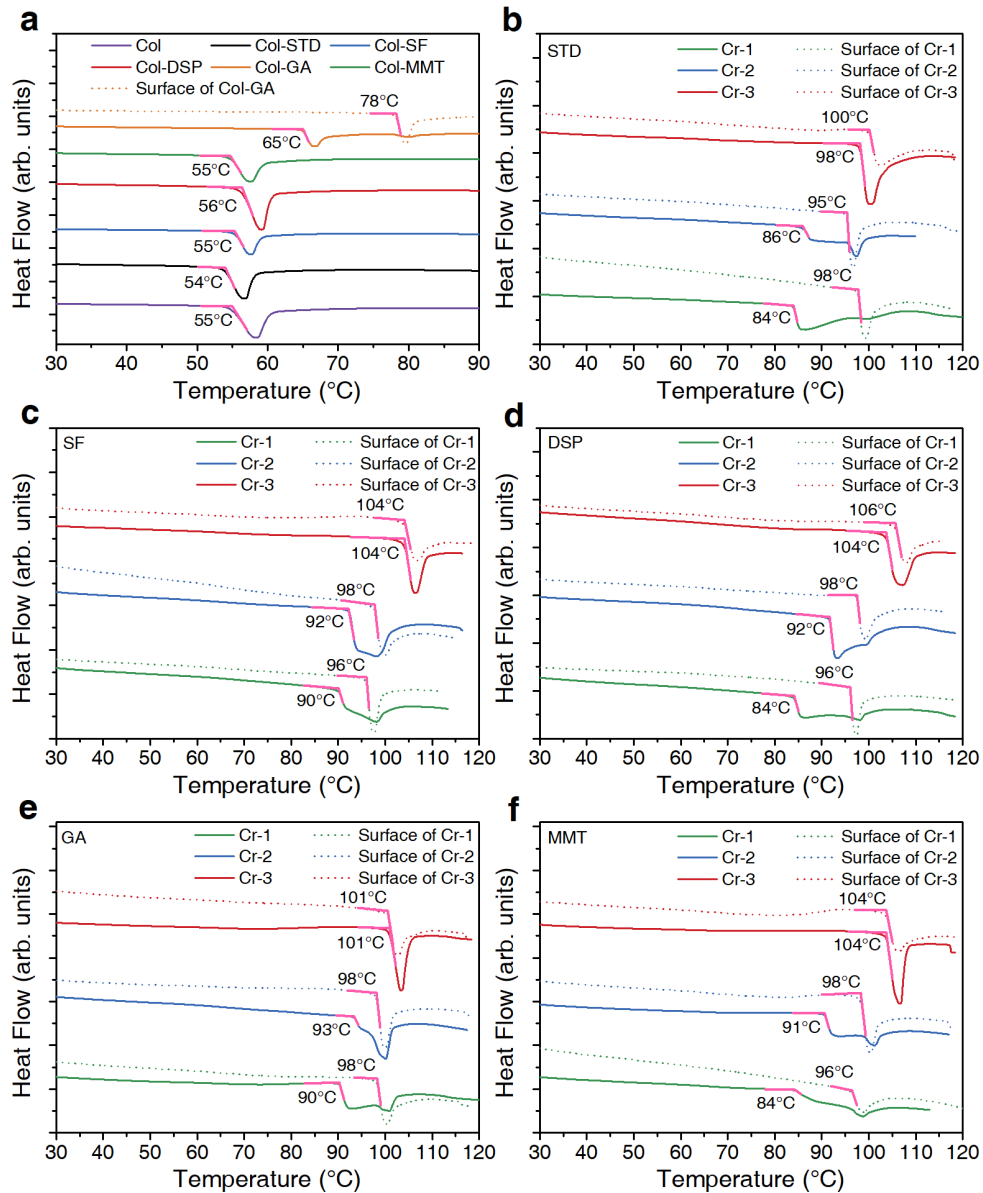 a
Col
Col-STD
Col-SF
Col-DSP
Col-GA
Col-MMT
Surface of Col-GA
78°C
65°C
55°C
56°C
55°C
54°C
55°C
Heat Flow (arb. units)
30 40 50 60 70 80 90
Temperature (°C)
b
STD
Cr-1
Surface of Cr-1
Cr-2
Surface of Cr-2
Cr-3
Surface of Cr-3
100°C
98°C
95°C
86°C
98°C
84°C
Heat Flow (arb. units)
30 40 50 60 70 80 90 100 110 120
Temperature (°C)
c
SF
Cr-1
Surface of Cr-1
Cr-2
Surface of Cr-2
Cr-3
Surface of Cr-3
104°C
104°C
98°C
92°C
96°C
90°C
Heat Flow (arb. units)
30 40 50 60 70 80 90 100 110 120
Temperature (°C)
d
DSP
Cr-1
Surface of Cr-1
Cr-2
Surface of Cr-2
Cr-3
Surface of Cr-3
106°C
104°C
98°C
92°C
96°C
84°C
Heat Flow (arb. units)
30 40 50 60 70 80 90 100 110 120
Temperature (°C)
e
GA
Cr-1
Surface of Cr-1
Cr-2
Surface of Cr-2
Cr-3
Surface of Cr-3
101°C
101°C
98°C
93°C
98°C
90°C
Heat Flow (arb. units)
30 40 50 60 70 80 90 100 110 120
Temperature (°C)
f
MMT
Cr-1
Surface of Cr-1
Cr-2
Surface of Cr-2
Cr-3
Surface of Cr-3
104°C
104°C
98°C
91°C
96°C
84°C
Heat Flow (arb. units)
30 40 50 60 70 80 90 100 110 120
Temperature (°C)